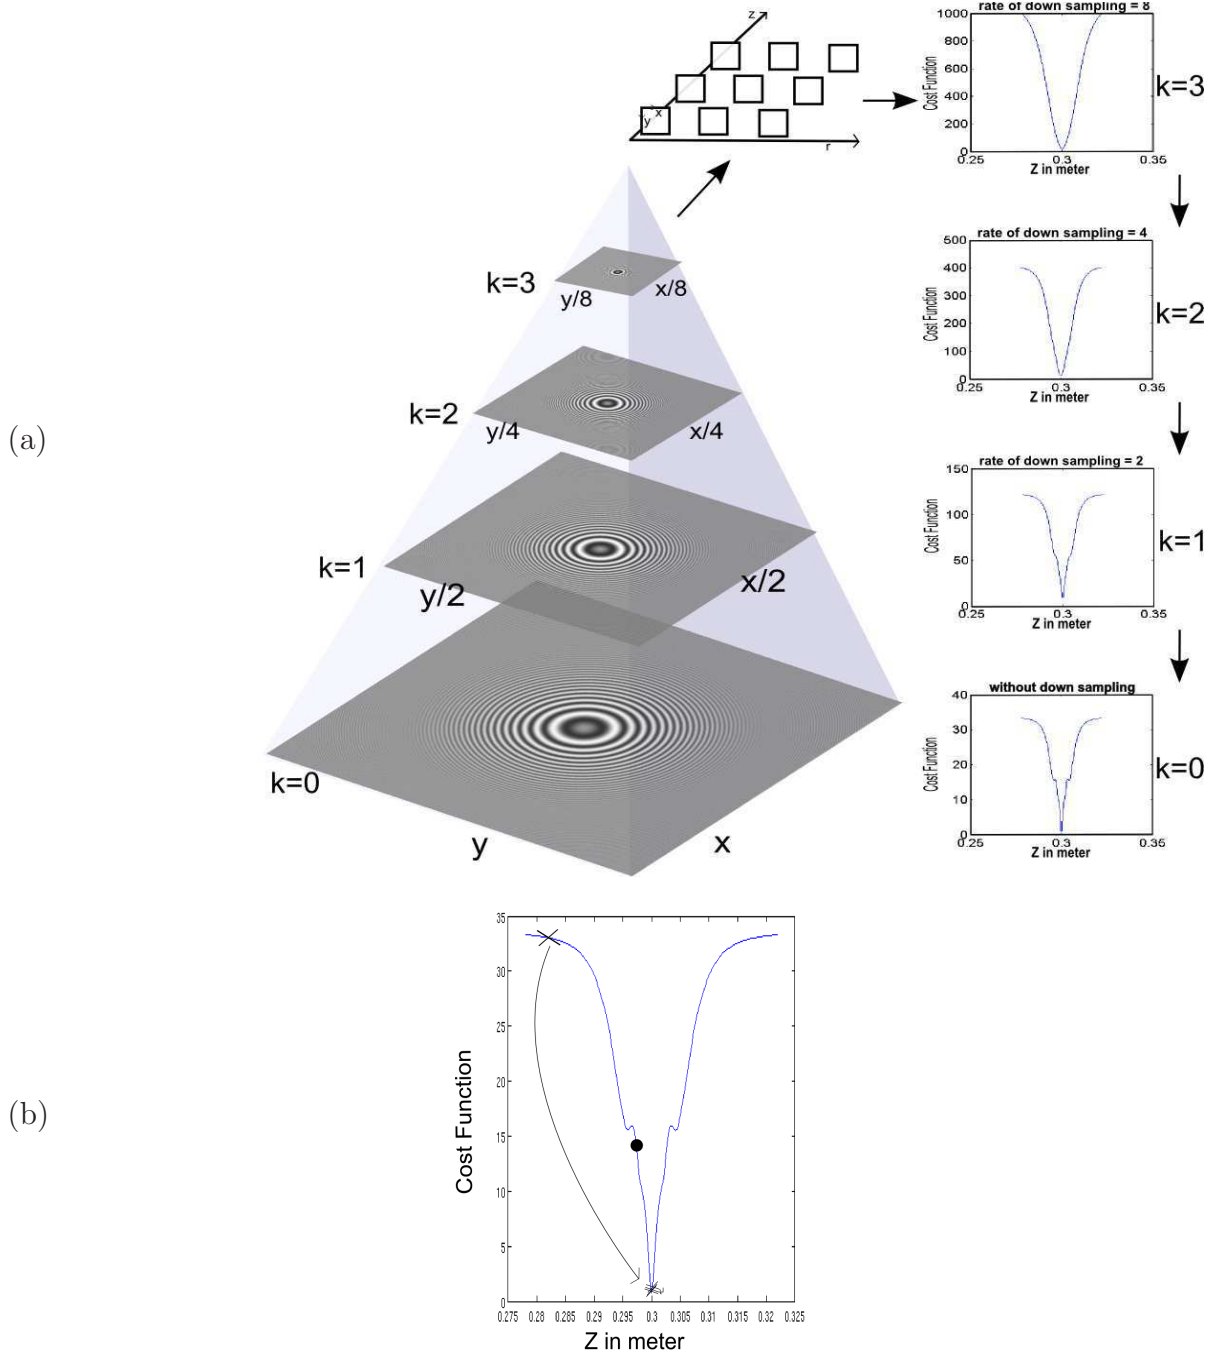 (a)
z
x
y
r
k=3
y/8
x/8
k=2
y/4
x/4
k=1
y/2
x/2
k=0
y
x
rate of down sampling = 8
Cost Function
1000
800
600
400
200
0
0.25
0.3
0.35
Z in meter
k=3
rate of down sampling = 4
Cost Function
500
400
300
200
100
0
0.25
0.3
0.35
Z in meter
k=2
rate of down sampling = 2
Cost Function
150
100
50
0
0.25
0.3
0.35
Z in meter
k=1
without down sampling
Cost Function
40
30
20
10
0
0.25
0.3
0.35
Z in meter
k=0
(b)
Cost Function
35
30
25
20
15
10
5
0
0.275 0.28 0.285 0.29 0.295 0.3 0.305 0.31 0.315 0.32 0.325
Z in meter